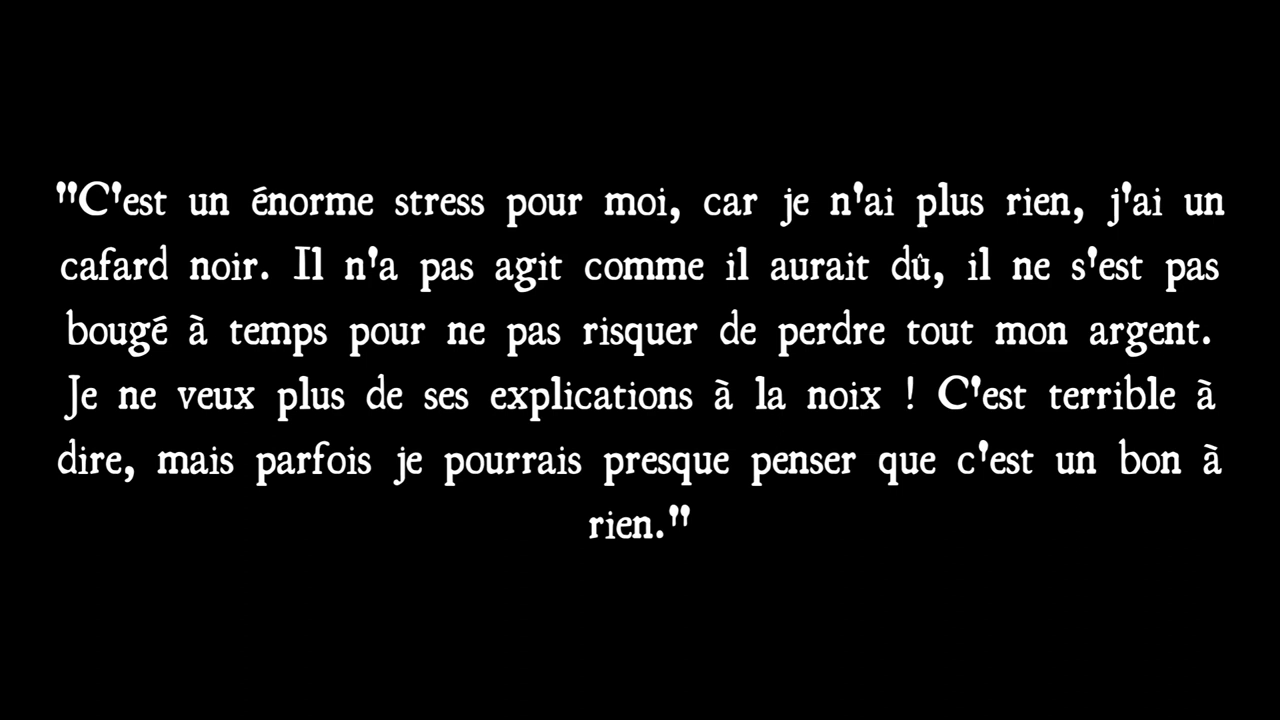 "C'est un énorme stress pour moi, car je n'ai plus rien, j'ai un
cafard noir. Il n'a pas agit comme il aurait dû, il ne s'est pas
bougé à temps pour ne pas risquer de perdre tout mon argent.
Je ne veux plus de ses explications à la noix ! C'est terrible à
dire, mais parfois je pourrais presque penser que c'est un bon à
rien."